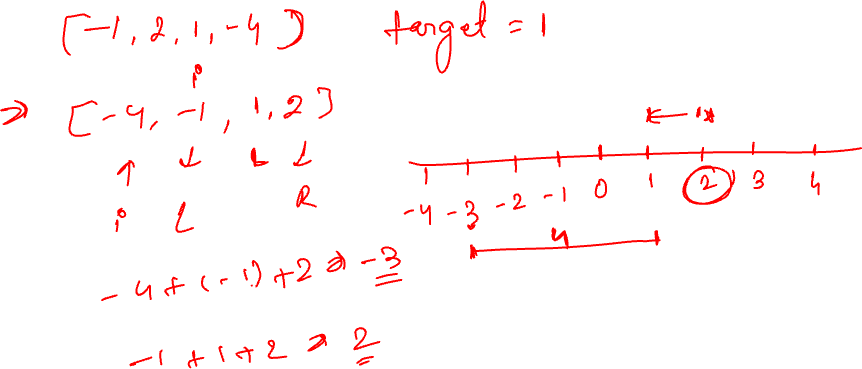 [-1, 2, 1, -4] target = 1
i
⇒ [-4, -1, 1, 2]
↑ ↓ L ↓
i L R
-4 -3 -2 -1 0 1 2 3 4
4
-4 + (-1) + 2 ⇒ -3
-1 + 1 + 2 ⇒ 2